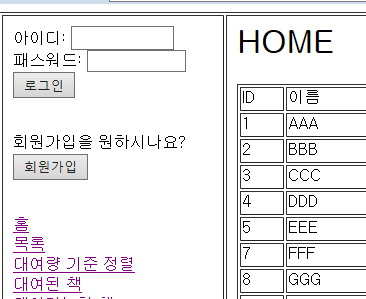 아이디:
패스워드:
로그인
회원가입을 원하시나요?
회원가입
홈
목록
대여량 기준 정렬
대여된 책
HOME
ID 이름
1 AAA
2 BBB
3 CCC
4 DDD
5 EEE
7 FFF
8 GGG